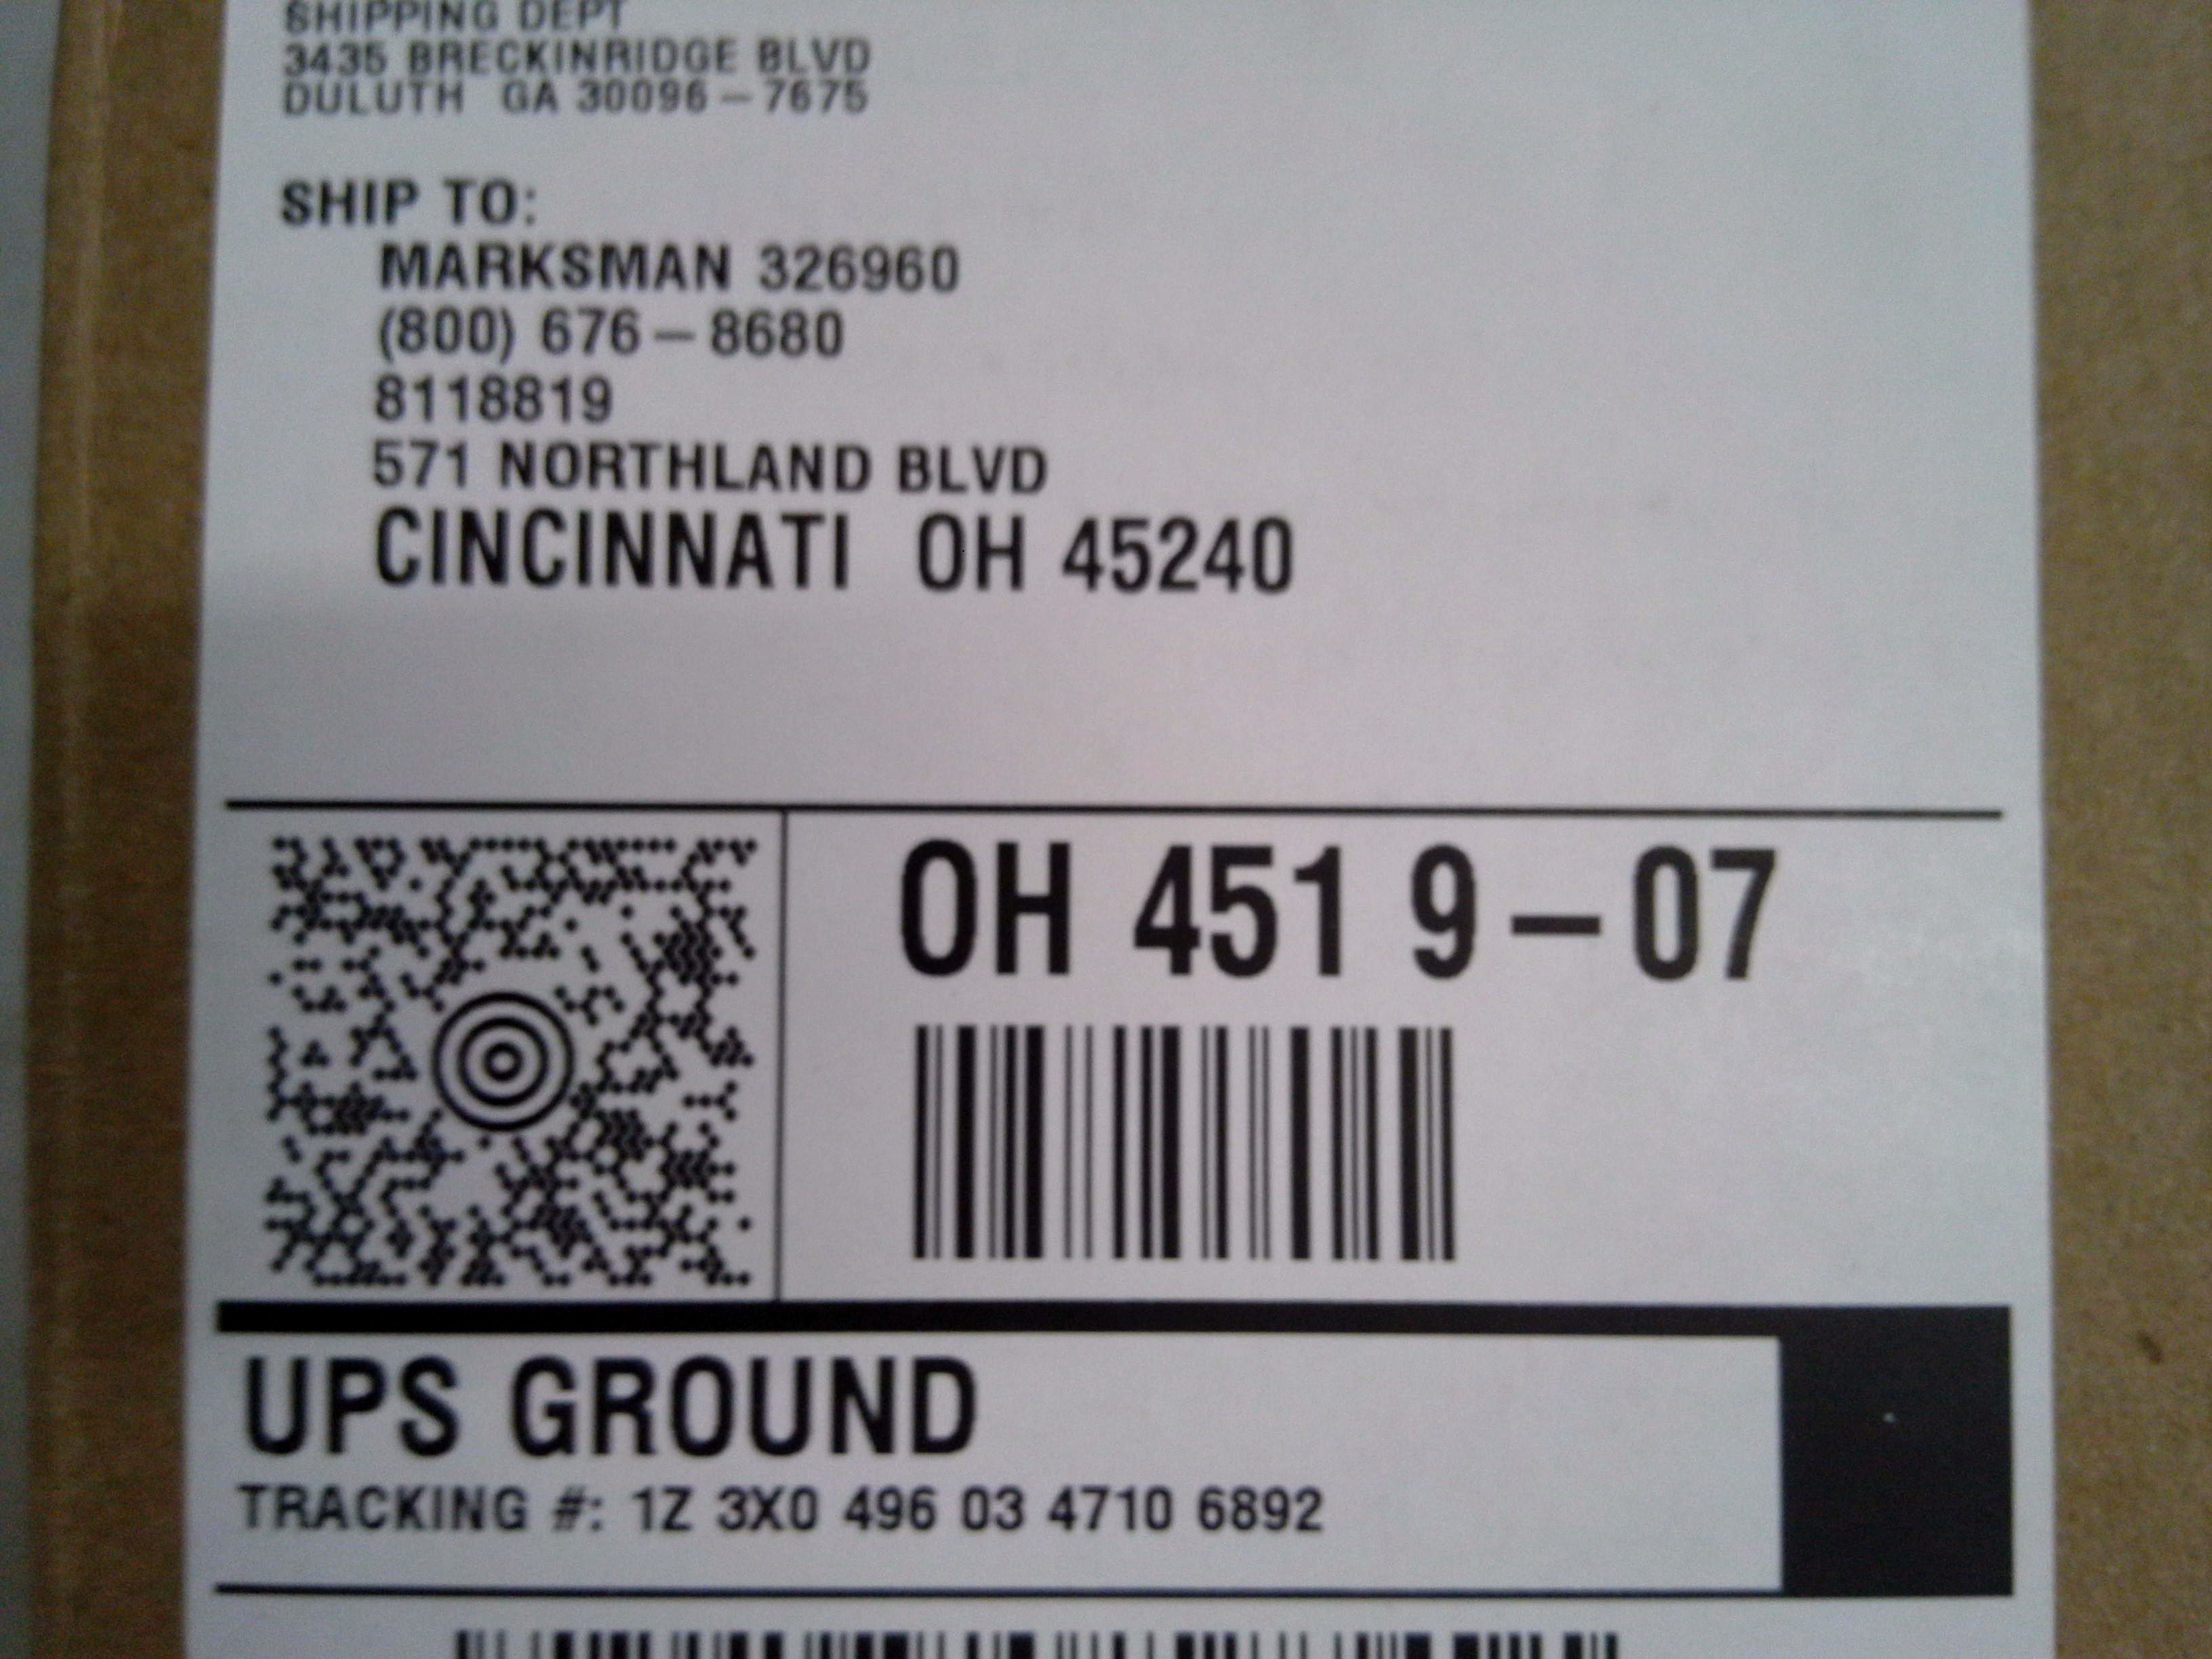 SHIPPING DEPT
3435 BRECKINRIDGE BLVD
DULUTH GA 30096-7675
SHIP TO:
MARKSMAN 326960
(800) 676-8680
8118819
571 NORTHLAND BLVD
CINCINNATI OH 45240
OH 451 9-07
UPS GROUND
TRACKING #: 1Z 3X0 496 03 4710 6892